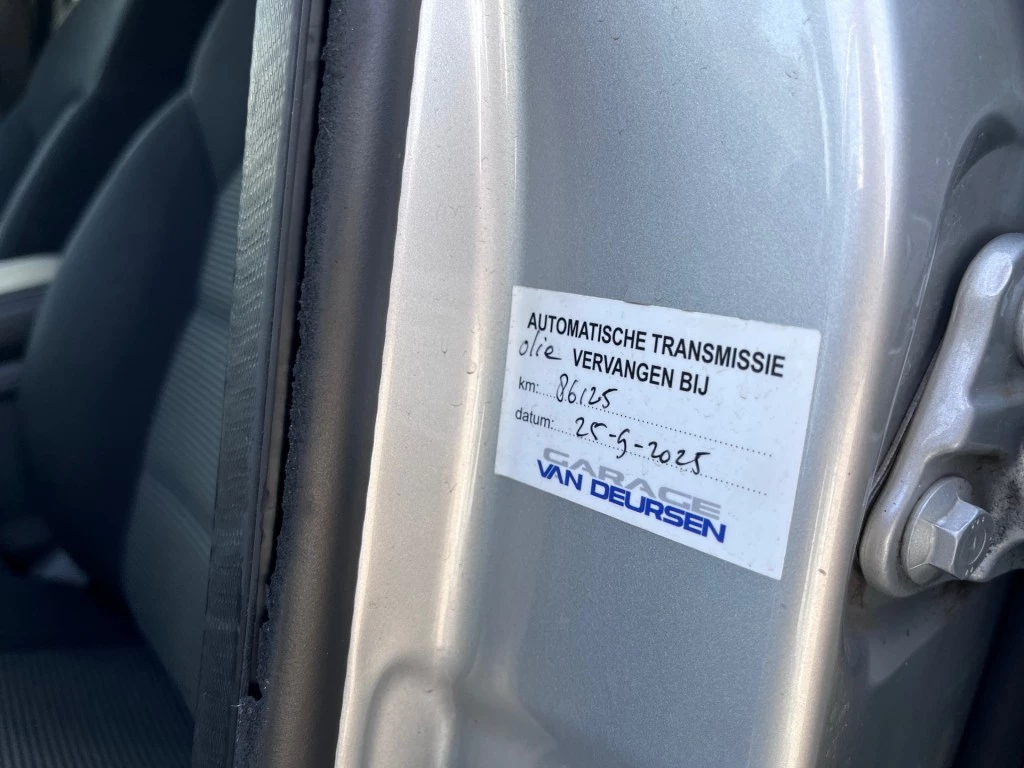 AUTOMATISCHE TRANSMISSIE
olie VERVANGEN BIJ
km: 86125
datum: 25-9-2025
GARAGE
VAN DEURSEN